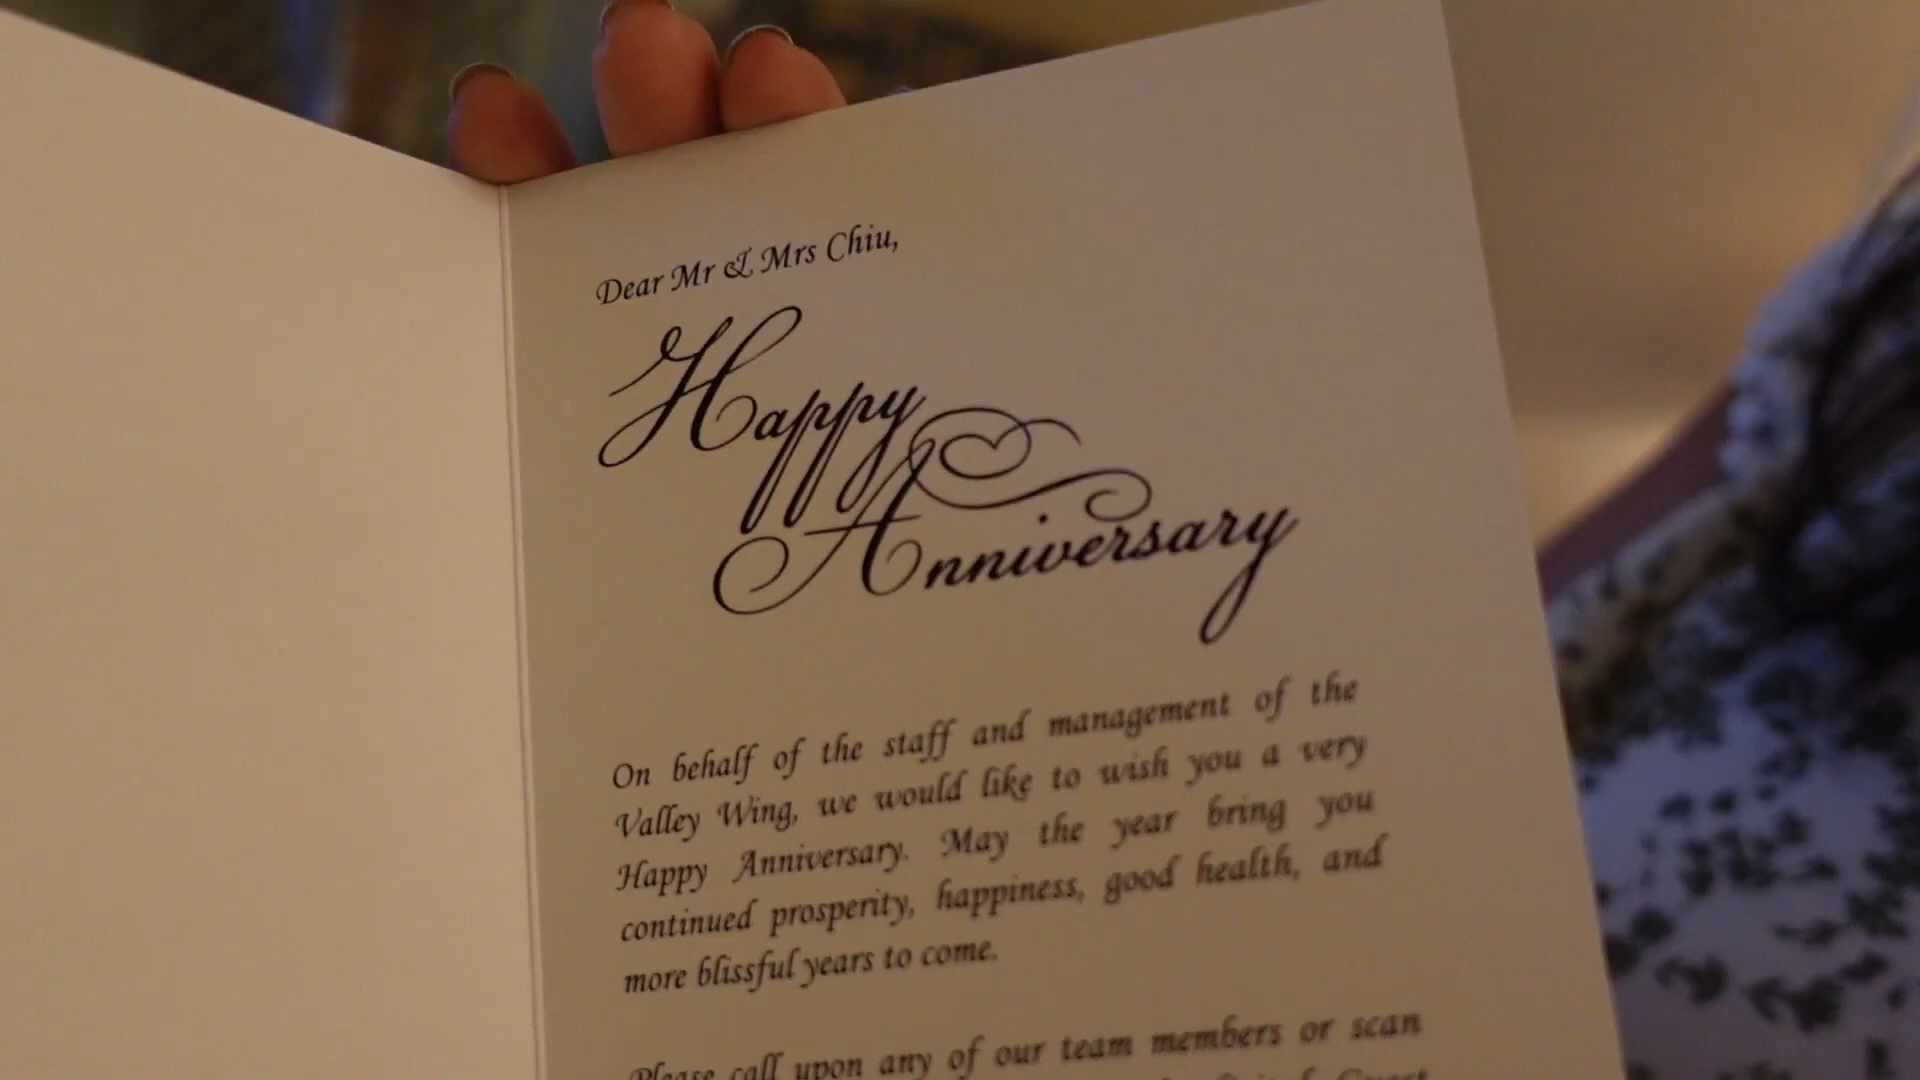 Dear Mr & Mrs Chiu,
Happy
Anniversary
On behalf of the staff and management of the
Valley Wing, we would like to wish you a very
Happy Anniversary. May the year bring you
continued prosperity, happiness, good health, and
more blissful years to come.
Please call upon any of our team members or scan
Guest